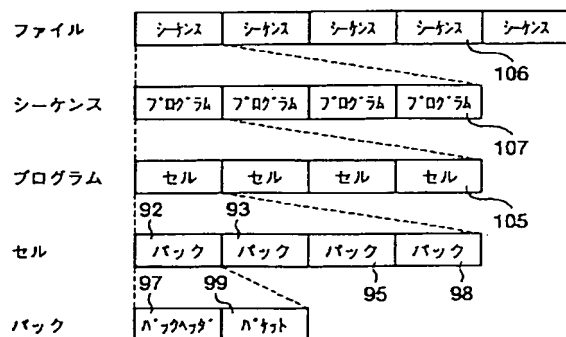 ファイル シーケンス シーケンス シーケンス シーケンス シーケンス
106
シーケンス プログラム プログラム プログラム プログラム
107
プログラム セル セル セル セル
92 93 105
セル パック パック パック パック
97 99 95 98
パック パックヘッダ パケット